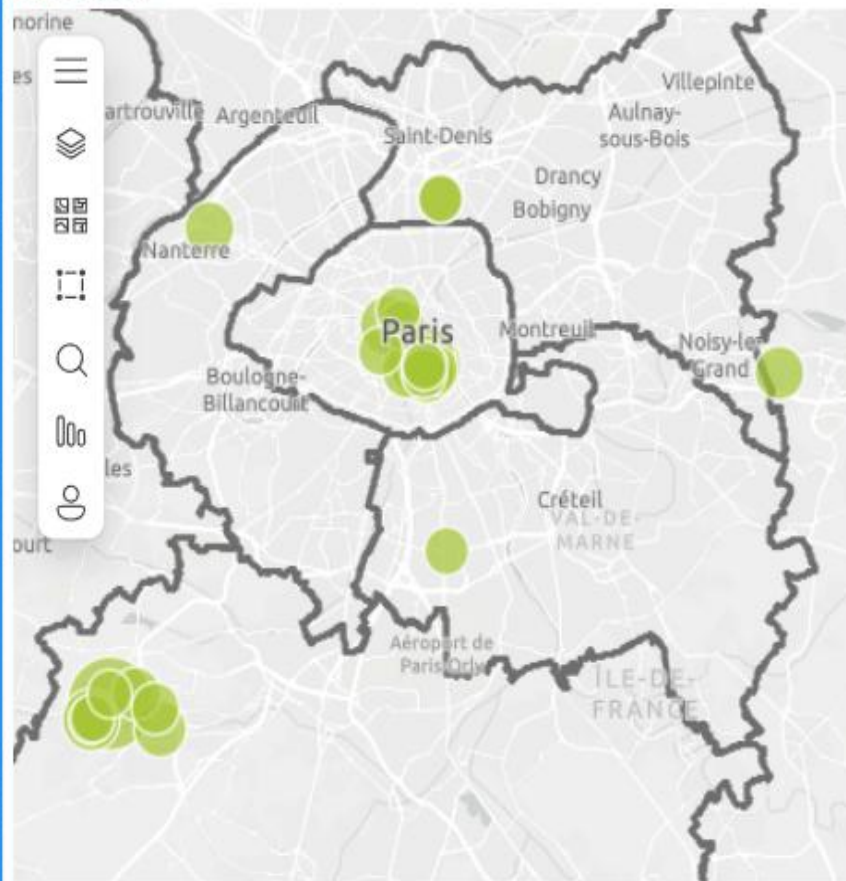 norine
es
Villepinte
artrouville
Argenteuil
Aulnay-
sous-Bois
Saint-Denis
Drancy
Bobigny
Nanterre
Paris
Montreuil
Noisy-le-
Grand
Boulogne-
Billancourt
les
Créteil
VAL-DE-
MARNE
ourt
Aéroport de
Paris-Orly
ÎLE-DE-
FRANCE